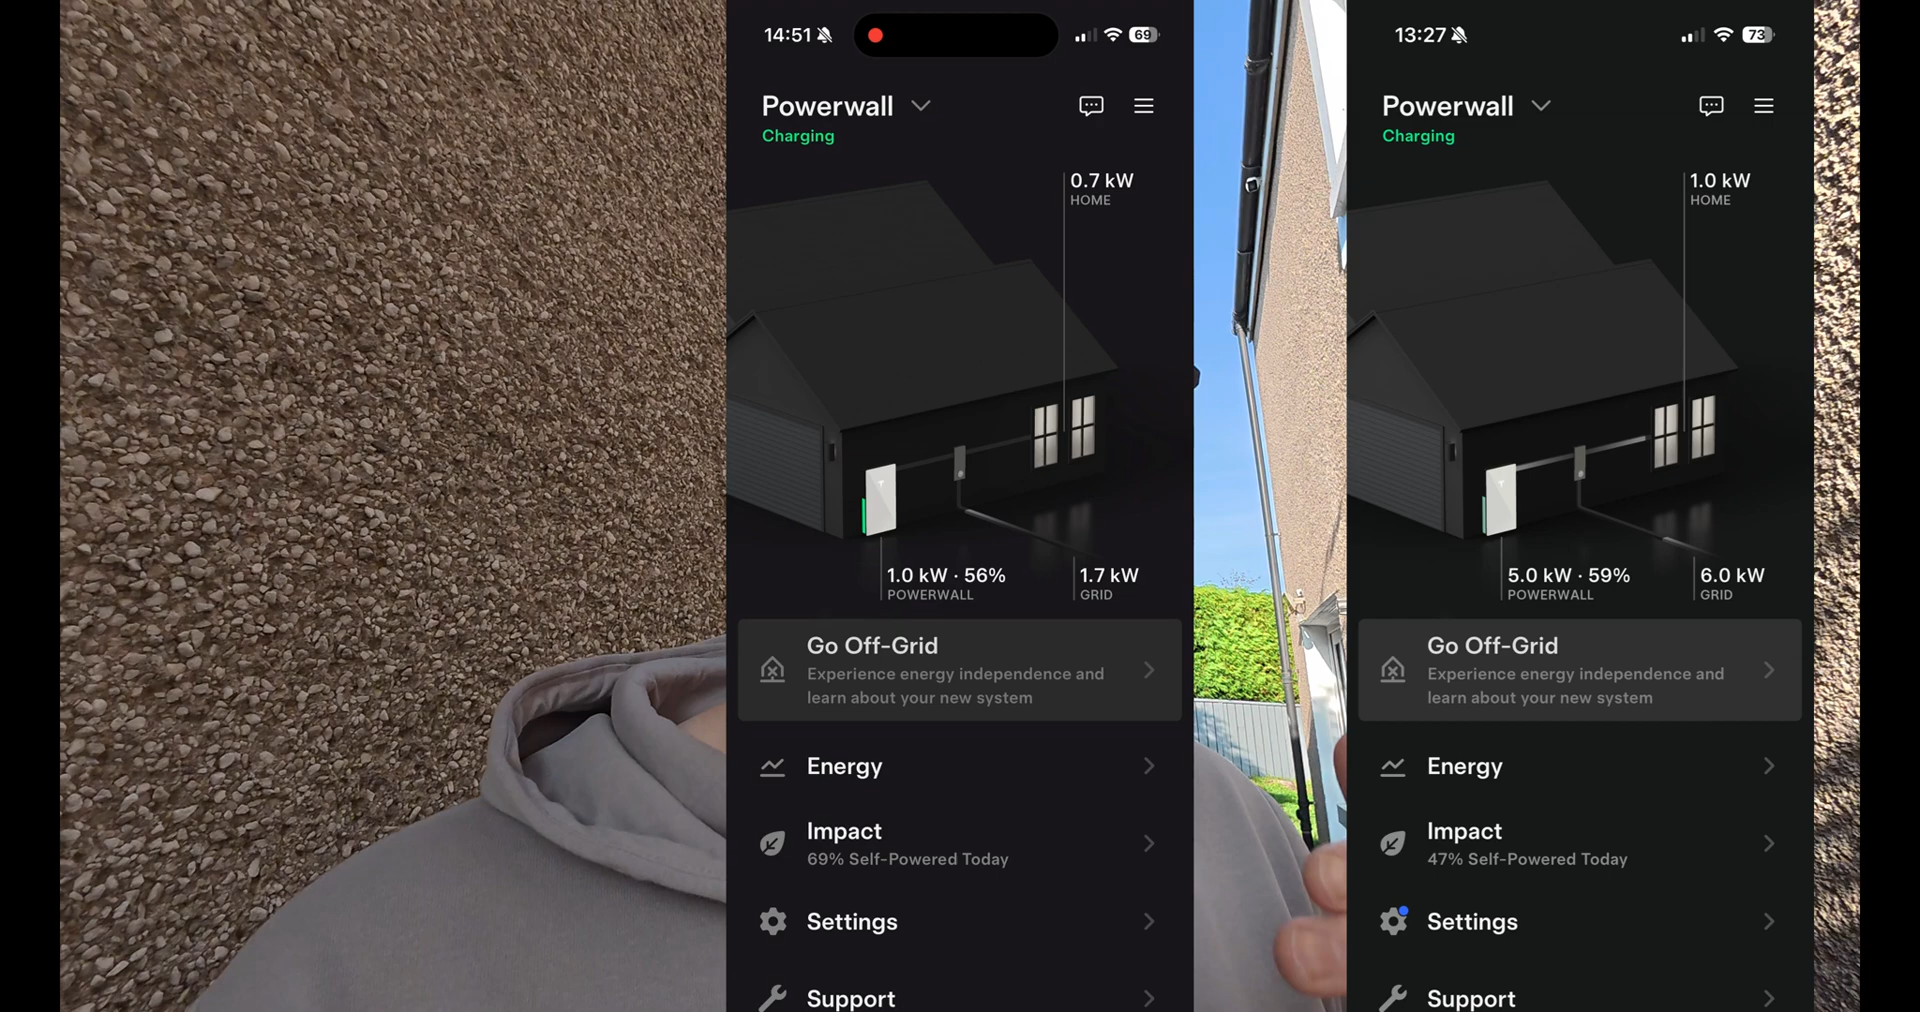 14:51
69
Powerwall
Charging
0.7 kW
HOME
1.0 kW · 56%
POWERWALL
1.7 kW
GRID
Go Off-Grid
Experience energy independence and
learn about your new system
Energy
Impact
69% Self-Powered Today
Settings
Support
13:27
73
Powerwall
Charging
1.0 kW
HOME
5.0 kW · 59%
POWERWALL
6.0 kW
GRID
Go Off-Grid
Experience energy independence and
learn about your new system
Energy
Impact
47% Self-Powered Today
Settings
Support